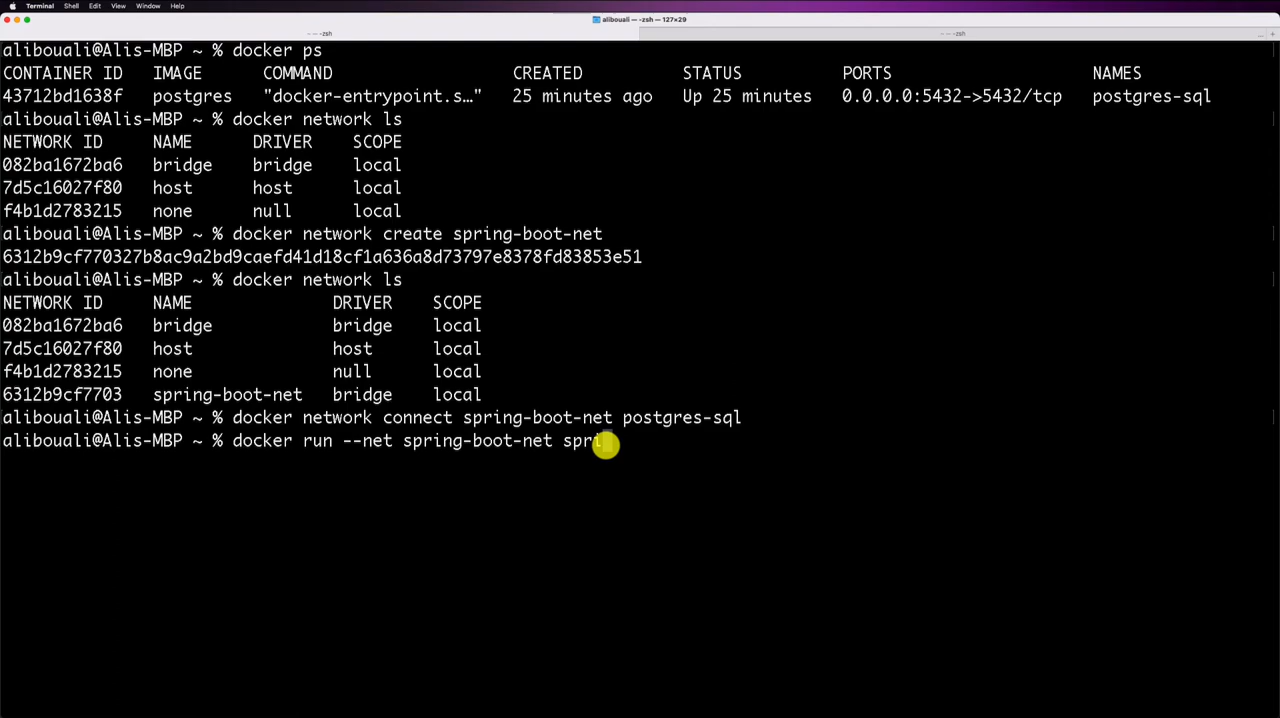 Terminal Shell Edit View Window Help
alibouali — -zsh — 127×29
-zsh
-zsh
alibouali@Alis-MBP ~ % docker ps
CONTAINER ID IMAGE COMMAND CREATED STATUS PORTS NAMES
43712bd1638f postgres "docker-entrypoint.s…" 25 minutes ago Up 25 minutes 0.0.0.0:5432->5432/tcp postgres-sql
alibouali@Alis-MBP ~ % docker network ls
NETWORK ID NAME DRIVER SCOPE
082ba1672ba6 bridge bridge local
7d5c16027f80 host host local
f4b1d2783215 none null local
alibouali@Alis-MBP ~ % docker network create spring-boot-net
6312b9cf770327b8ac9a2bd9caefd41d18cf1a636a8d73797e8378fd83853e51
alibouali@Alis-MBP ~ % docker network ls
NETWORK ID NAME DRIVER SCOPE
082ba1672ba6 bridge bridge local
7d5c16027f80 host host local
f4b1d2783215 none null local
6312b9cf7703 spring-boot-net bridge local
alibouali@Alis-MBP ~ % docker network connect spring-boot-net postgres-sql
alibouali@Alis-MBP ~ % docker run --net spring-boot-net spri